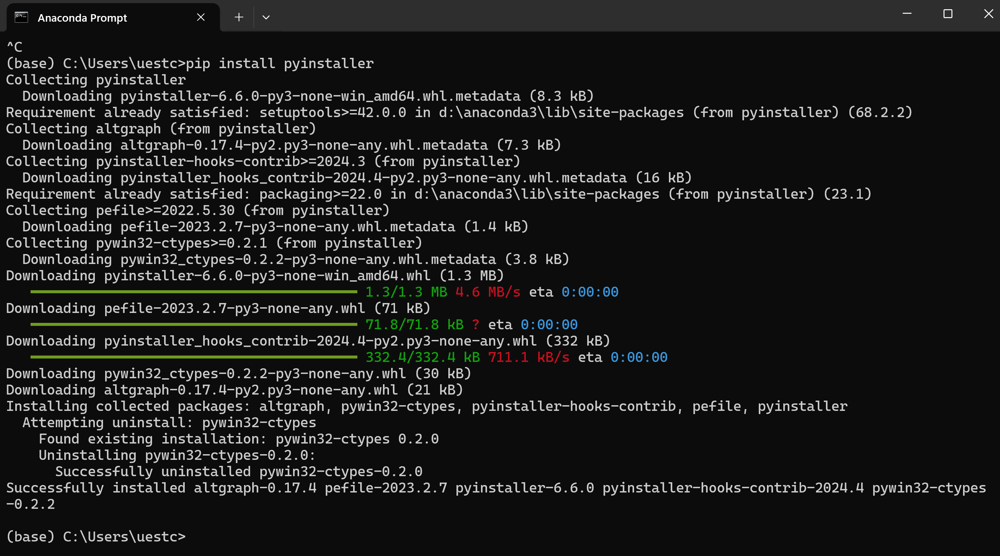 Anaconda Prompt
^C
(base) C:\Users\uestc>pip install pyinstaller
Collecting pyinstaller
  Downloading pyinstaller-6.6.0-py3-none-win_amd64.whl.metadata (8.3 kB)
Requirement already satisfied: setuptools>=42.0.0 in d:\anaconda3\lib\site-packages (from pyinstaller) (68.2.2)
Collecting altgraph (from pyinstaller)
  Downloading altgraph-0.17.4-py2.py3-none-any.whl.metadata (7.3 kB)
Collecting pyinstaller-hooks-contrib>=2024.3 (from pyinstaller)
  Downloading pyinstaller_hooks_contrib-2024.4-py2.py3-none-any.whl.metadata (16 kB)
Requirement already satisfied: packaging>=22.0 in d:\anaconda3\lib\site-packages (from pyinstaller) (23.1)
Collecting pefile>=2022.5.30 (from pyinstaller)
  Downloading pefile-2023.2.7-py3-none-any.whl.metadata (1.4 kB)
Collecting pywin32-ctypes>=0.2.1 (from pyinstaller)
  Downloading pywin32_ctypes-0.2.2-py3-none-any.whl.metadata (3.8 kB)
Downloading pyinstaller-6.6.0-py3-none-win_amd64.whl (1.3 MB)
1.3/1.3 MB 4.6 MB/s eta 0:00:00
Downloading pefile-2023.2.7-py3-none-any.whl (71 kB)
71.8/71.8 kB ? eta 0:00:00
Downloading pyinstaller_hooks_contrib-2024.4-py2.py3-none-any.whl (332 kB)
332.4/332.4 kB 711.1 kB/s eta 0:00:00
Downloading pywin32_ctypes-0.2.2-py3-none-any.whl (30 kB)
Downloading altgraph-0.17.4-py2.py3-none-any.whl (21 kB)
Installing collected packages: altgraph, pywin32-ctypes, pyinstaller-hooks-contrib, pefile, pyinstaller
  Attempting uninstall: pywin32-ctypes
    Found existing installation: pywin32-ctypes 0.2.0
    Uninstalling pywin32-ctypes-0.2.0:
      Successfully uninstalled pywin32-ctypes-0.2.0
Successfully installed altgraph-0.17.4 pefile-2023.2.7 pyinstaller-6.6.0 pyinstaller-hooks-contrib-2024.4 pywin32-ctypes
-0.2.2
(base) C:\Users\uestc>